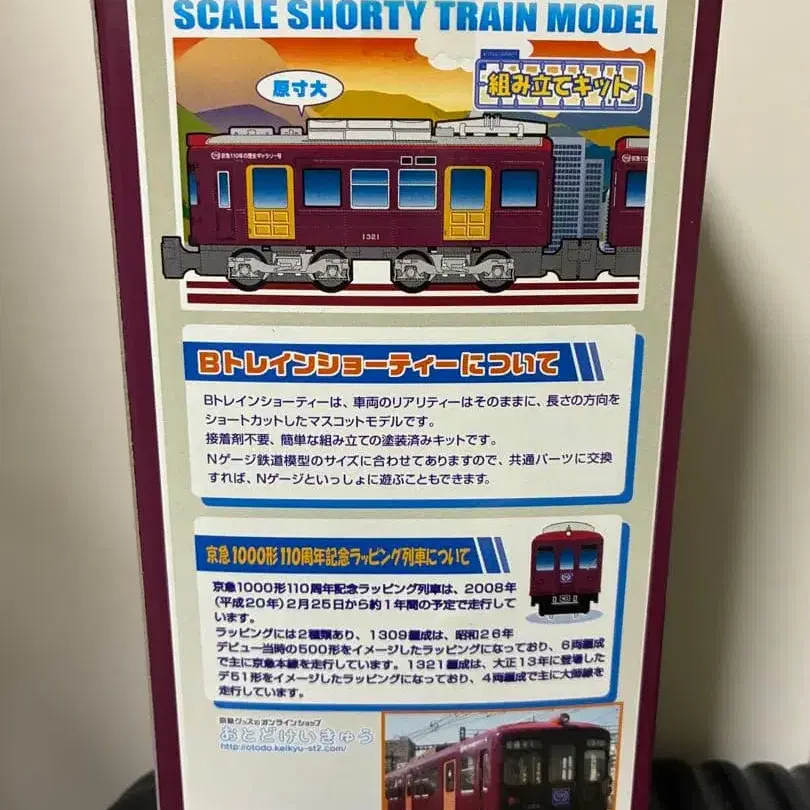 SCALE SHORTY TRAIN MODEL
原寸大
組み立てキット
京急110年の歴史ギャラリー号
1321
Bトレインショーティーについて
Bトレインショーティーは、車両のリアリティーはそのままに、長さの方向を
ショートカットしたマスコットモデルです。
接着剤不要、簡単な組み立ての塗装済みキットです。
Nゲージ鉄道模型のサイズに合わせてありますので、共通パーツに交換
すれば、Nゲージといっしょに遊ぶこともできます。
京急1000形110周年記念ラッピング列車について
京急1000形110周年記念ラッピング列車は、2008年
(平成20年)2月25日から約1年間の予定で走行して
います。
ラッピングには2種類あり、1309編成は、昭和26年
デビュー当時の500形をイメージしたラッピングになっており、6両編成
で主に京急本線を走行しています。1321編成は、大正13年に登場した
デ51形をイメージしたラッピングになっており、4両編成で主に大師線を
走行しています。
京急グッズのオンラインショップ
おとどけいきゅう
http://otodo.keikyu-st2.com/